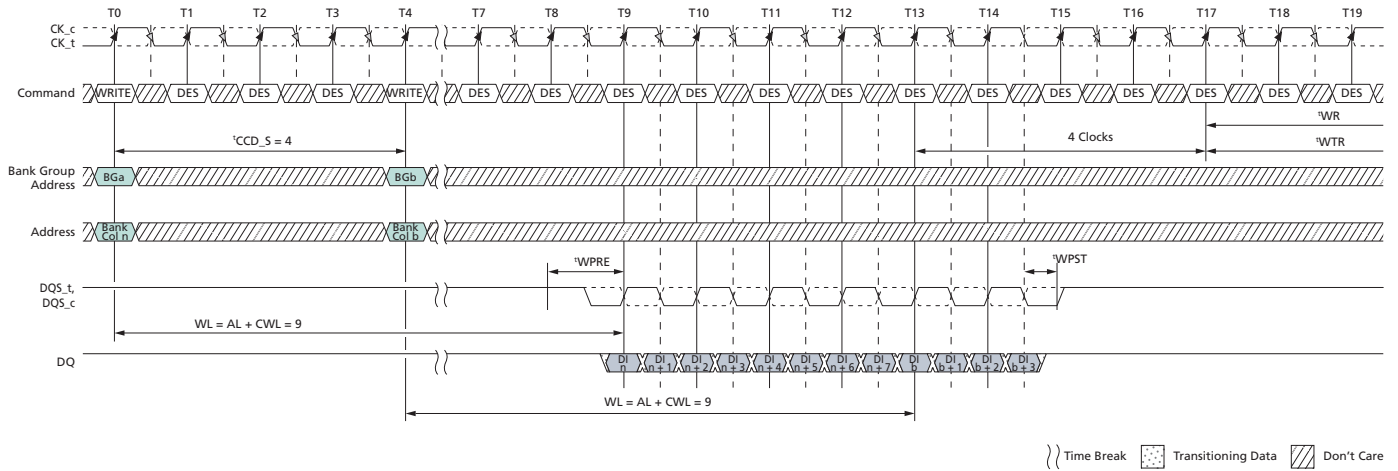 T0 T1 T2 T3 T4 T7 T8 T9 T10 T11 T12 T13 T14 T15 T16 T17 T18 T19
CK_c
CK_t
Command WRITE DES DES DES WRITE DES DES DES DES DES DES DES DES DES DES DES DES DES
tWR
tCCD_S = 4 4 Clocks tWTR
Bank Group
Address BGa BGb
Address Bank
Col n Bank
Col b
tWPRE tWPST
DQS_t,
DQS_c
WL = AL + CWL = 9
DQ DI
n DI
n + 1 DI
n + 2 DI
n + 3 DI
n + 4 DI
n + 5 DI
n + 6 DI
n + 7 DI
b DI
b + 1 DI
b + 2 DI
b + 3
WL = AL + CWL = 9
Time Break Transitioning Data Don't Care